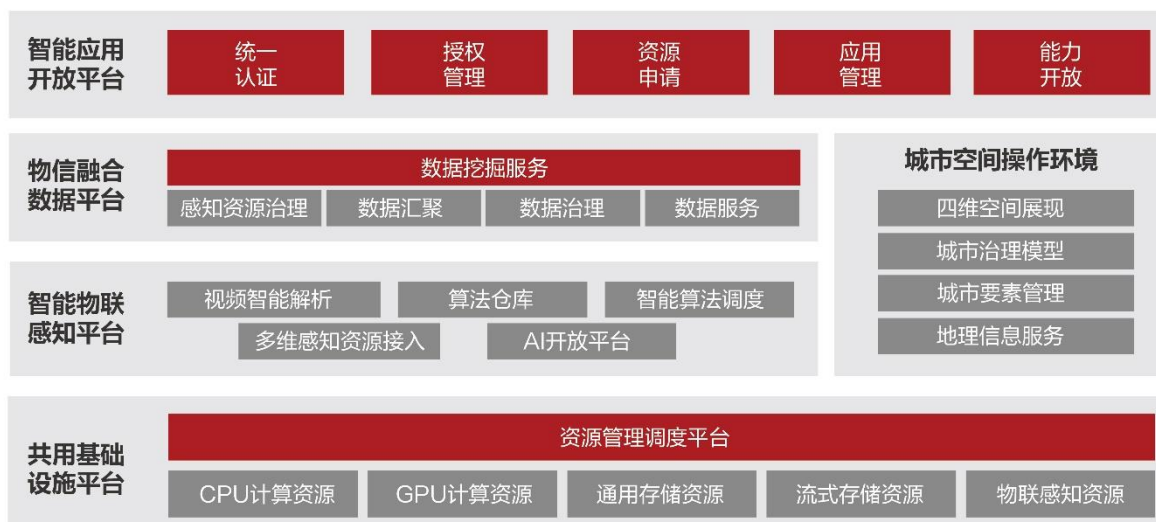 智能应用
开放平台
统一
认证
授权
管理
资源
申请
应用
管理
能力
开放
物信融合
数据平台
数据挖掘服务
感知资源治理
数据汇聚
数据治理
数据服务
城市空间操作环境
四维空间展现
城市治理模型
城市要素管理
地理信息服务
智能物联
感知平台
视频智能解析
算法仓库
智能算法调度
多维感知资源接入
AI开放平台
共用基础
设施平台
资源管理调度平台
CPU计算资源
GPU计算资源
通用存储资源
流式存储资源
物联感知资源